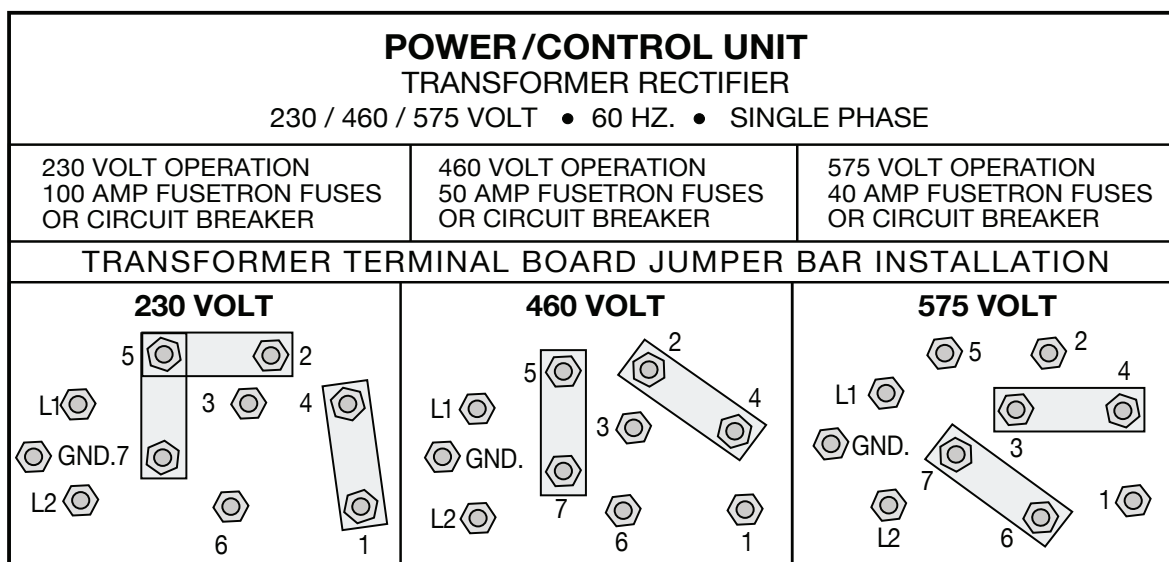 POWER/CONTROL UNIT
TRANSFORMER RECTIFIER
230 / 460 / 575 VOLT • 60 HZ. • SINGLE PHASE
230 VOLT OPERATION
100 AMP FUSETRON FUSES
OR CIRCUIT BREAKER
460 VOLT OPERATION
50 AMP FUSETRON FUSES
OR CIRCUIT BREAKER
575 VOLT OPERATION
40 AMP FUSETRON FUSES
OR CIRCUIT BREAKER
TRANSFORMER TERMINAL BOARD JUMPER BAR INSTALLATION
230 VOLT
5 2
L1 3 4
GND. 7
L2
6 1
460 VOLT
2
5
L1 3 4
GND.
L2 7 6 1
575 VOLT
5 2
L1 4
GND. 3
7 1
L2 6